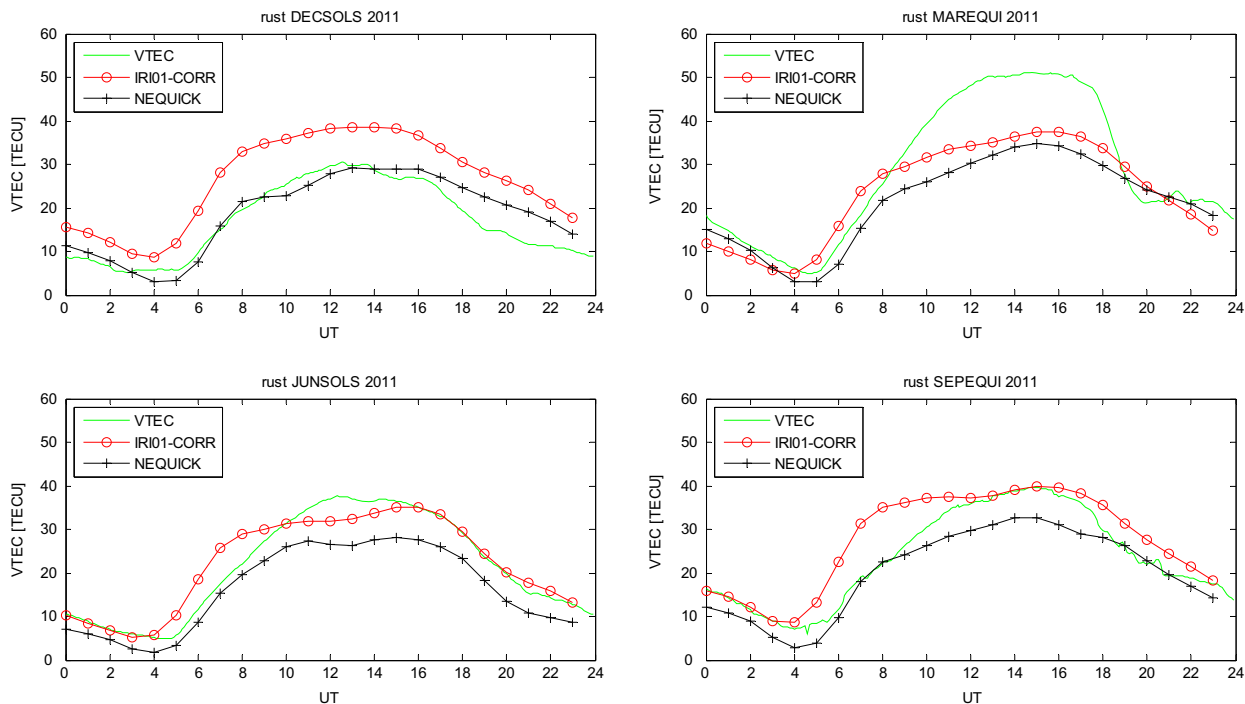 rust DECSOLS 2011
60
50
40
30
20
10
0
VTEC [TECU]
VTEC
IRI01-CORR
NEQUICK
0 2 4 6 8 10 12 14 16 18 20 22 24
UT
rust MAREQUI 2011
60
50
40
30
20
10
0
VTEC [TECU]
VTEC
IRI01-CORR
NEQUICK
0 2 4 6 8 10 12 14 16 18 20 22 24
UT
rust JUNSOLS 2011
60
50
40
30
20
10
0
VTEC [TECU]
VTEC
IRI01-CORR
NEQUICK
0 2 4 6 8 10 12 14 16 18 20 22 24
UT
rust SEPEQUI 2011
60
50
40
30
20
10
0
VTEC [TECU]
VTEC
IRI01-CORR
NEQUICK
0 2 4 6 8 10 12 14 16 18 20 22 24
UT